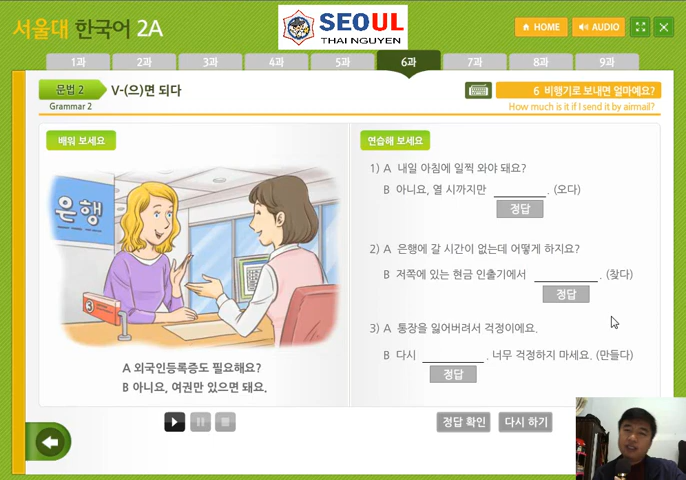 서울대 한국어 2A
SEOUL
THAI NGUYEN
HOME
AUDIO
1과
2과
3과
4과
5과
6과
7과
8과
9과
문법 2
V-(으)면 되다
Grammar 2
6 비행기로 보내면 얼마예요?
How much is it if I send it by airmail?
배워 보세요
은행
3
A 외국인등록증도 필요해요?
B 아니요, 여권만 있으면 돼요.
연습해 보세요
1) A 내일 아침에 일찍 와야 돼요?
B 아니요, 열 시까지만 ________. (오다)
정답
2) A 은행에 갈 시간이 없는데 어떻게 하지요?
B 저쪽에 있는 현금 인출기에서 ________. (찾다)
정답
3) A 통장을 잃어버려서 걱정이에요.
B 다시 ________. 너무 걱정하지 마세요. (만들다)
정답
정답 확인
다시 하기